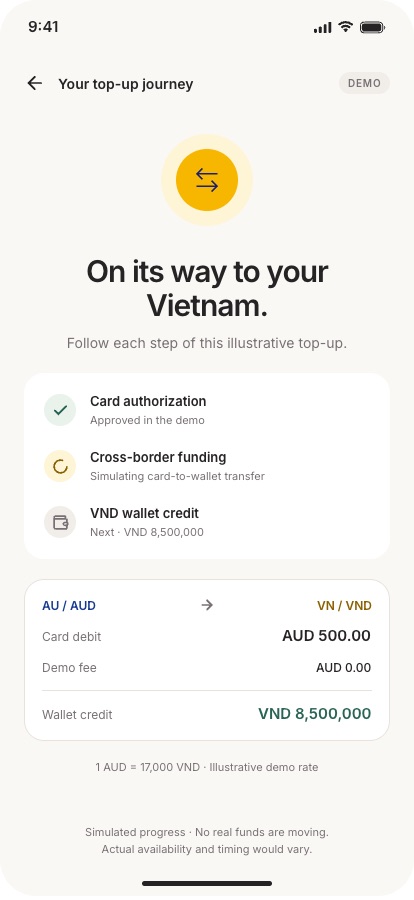 9:41
Your top-up journey
DEMO
On its way to your
Vietnam.
Follow each step of this illustrative top-up.
Card authorization
Approved in the demo
Cross-border funding
Simulating card-to-wallet transfer
VND wallet credit
Next · VND 8,500,000
AU / AUD → VN / VND
Card debit AUD 500.00
Demo fee AUD 0.00
Wallet credit VND 8,500,000
1 AUD = 17,000 VND · Illustrative demo rate
Simulated progress · No real funds are moving.
Actual availability and timing would vary.